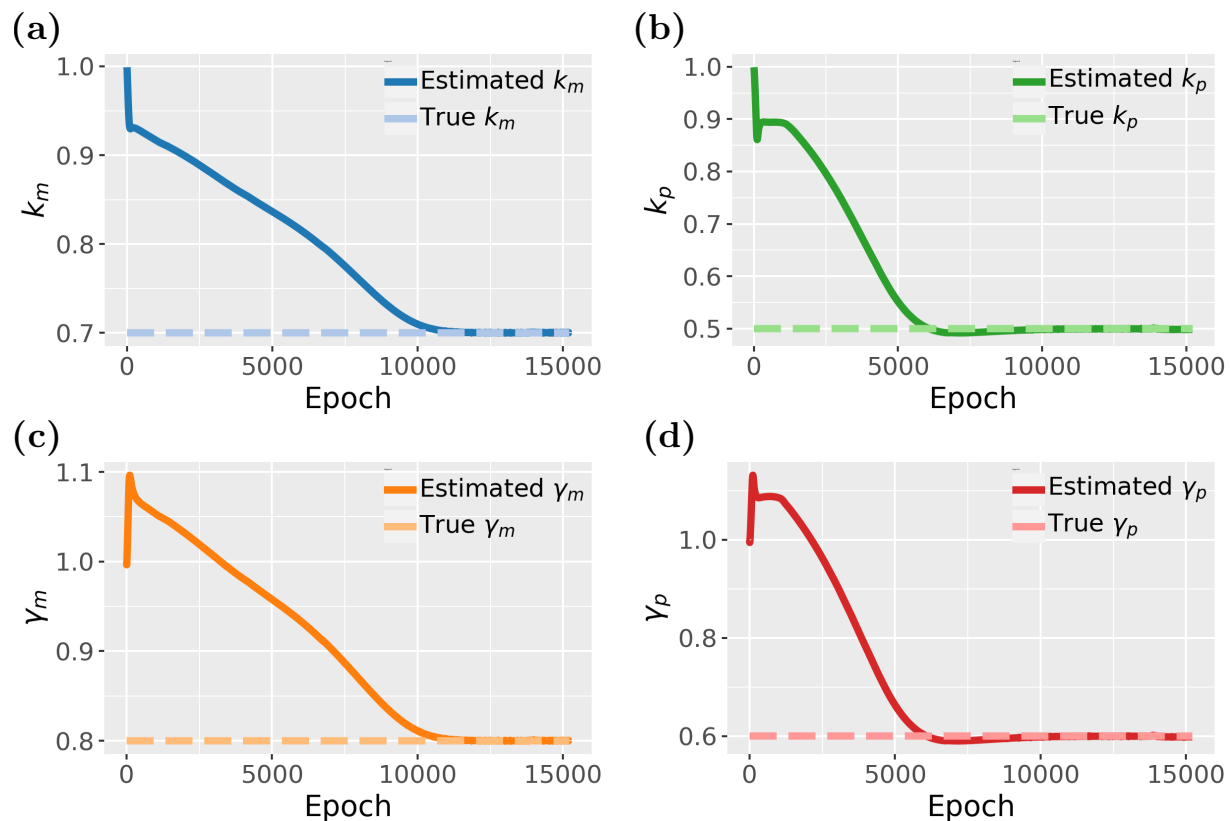 (a)
1.0
0.9
0.8
0.7
k_m
Estimated k_m
True k_m
0 5000 10000 15000
Epoch
(b)
1.0
0.9
0.8
0.7
0.6
0.5
k_p
Estimated k_p
True k_p
0 5000 10000 15000
Epoch
(c)
1.1
1.0
0.9
0.8
γ_m
Estimated γ_m
True γ_m
0 5000 10000 15000
Epoch
(d)
1.0
0.8
0.6
γ_p
Estimated γ_p
True γ_p
0 5000 10000 15000
Epoch